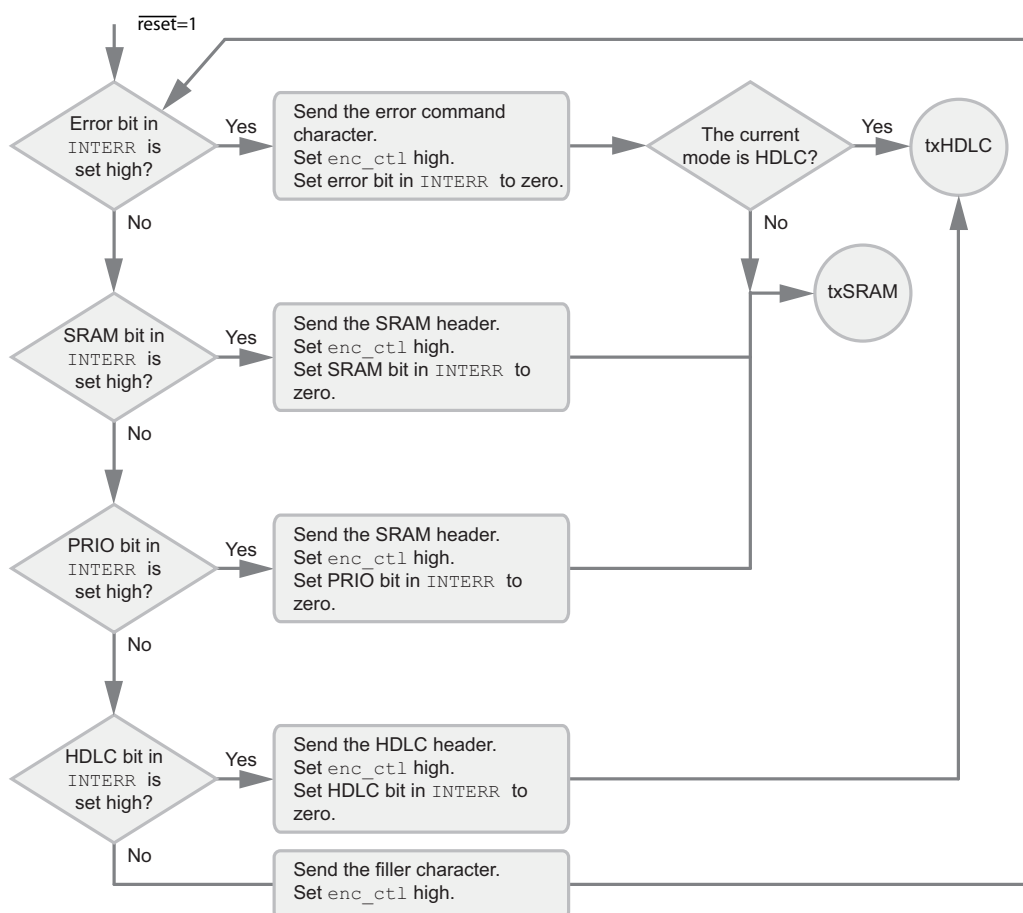 reset=1
Error bit in
INTERR is
set high?
Yes
Send the error command
character.
Set enc_ctl high.
Set error bit in INTERR to zero.
The current
mode is HDLC?
Yes
txHDLC
No
No
txSRAM
SRAM bit in
INTERR is
set high?
Yes
Send the SRAM header.
Set enc_ctl high.
Set SRAM bit in INTERR to
zero.
No
PRIO bit in
INTERR is
set high?
Yes
Send the SRAM header.
Set enc_ctl high.
Set PRIO bit in INTERR to
zero.
No
HDLC bit in
INTERR is
set high?
Yes
Send the HDLC header.
Set enc_ctl high.
Set HDLC bit in INTERR to
zero.
No
Send the filler character.
Set enc_ctl high.